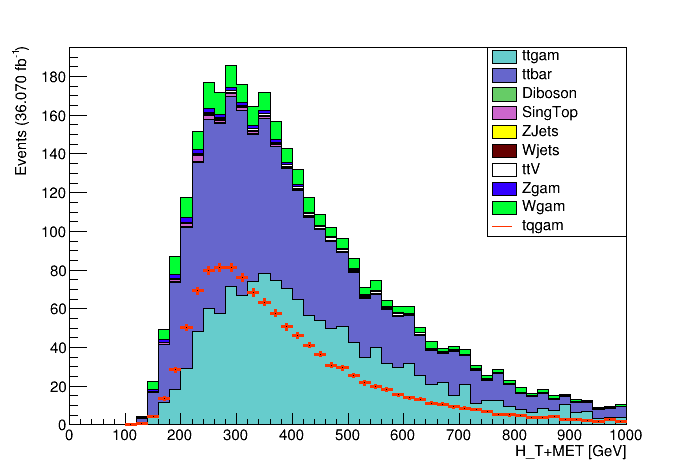 Events (36.070 fb⁻¹)
180
160
140
120
100
80
60
40
20
0
0 100 200 300 400 500 600 700 800 900 1000
H_T+MET [GeV]
ttgam
ttbar
Diboson
SingTop
ZJets
Wjets
ttV
Zgam
Wgam
tqgam